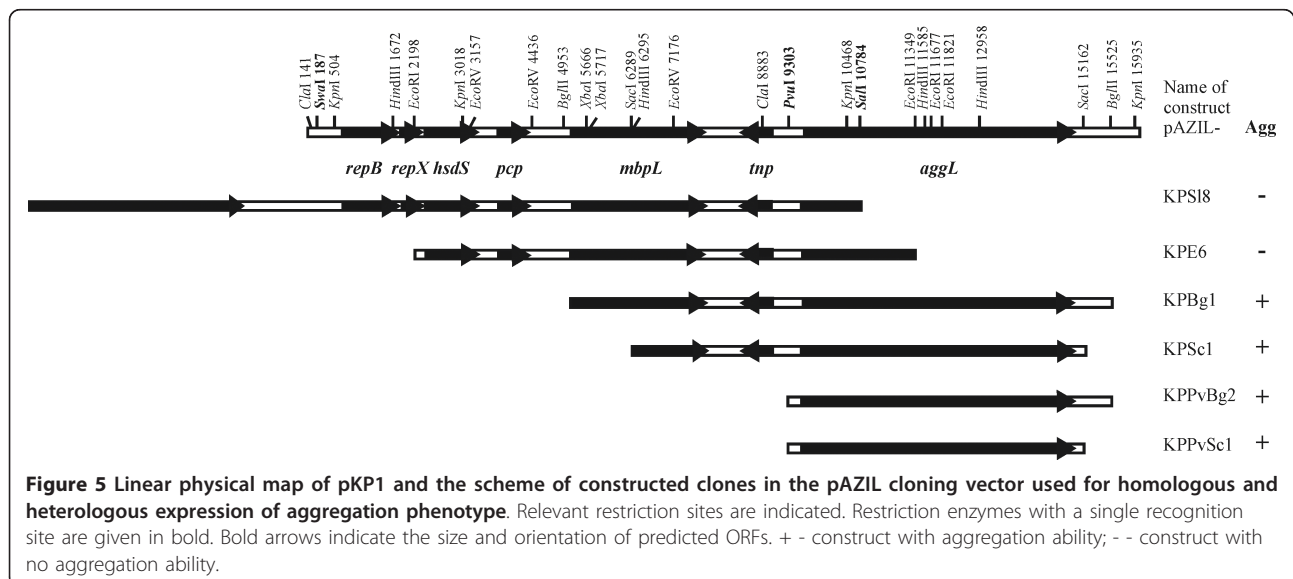 ClaI 141
SwaI 187
KpnI 504
HindIII 1672
EcoRI 2198
KpnI 3018
EcoRV 3157
EcoRV 4436
BglII 4953
XbaI 5666
XbaI 5717
SacI 6289
HindIII 6295
EcoRV 7176
ClaI 8883
PvuI 9303
KpnI 10468
SalI 10784
EcoRI 11349
HindIII 11585
EcoRI 11677
EcoRI 11821
HindIII 12958
SacI 15162
BglII 15525
KpnI 15935
Name of
construct
pAZIL- Agg
repB repX hsdS pcp mbpL tnp aggL
KPSl8 -
KPE6 -
KPBg1 +
KPSc1 +
KPPvBg2 +
KPPvSc1 +
Figure 5 Linear physical map of pKP1 and the scheme of constructed clones in the pAZIL cloning vector used for homologous and
heterologous expression of aggregation phenotype. Relevant restriction sites are indicated. Restriction enzymes with a single recognition
site are given in bold. Bold arrows indicate the size and orientation of predicted ORFs. + - construct with aggregation ability; - - construct with
no aggregation ability.